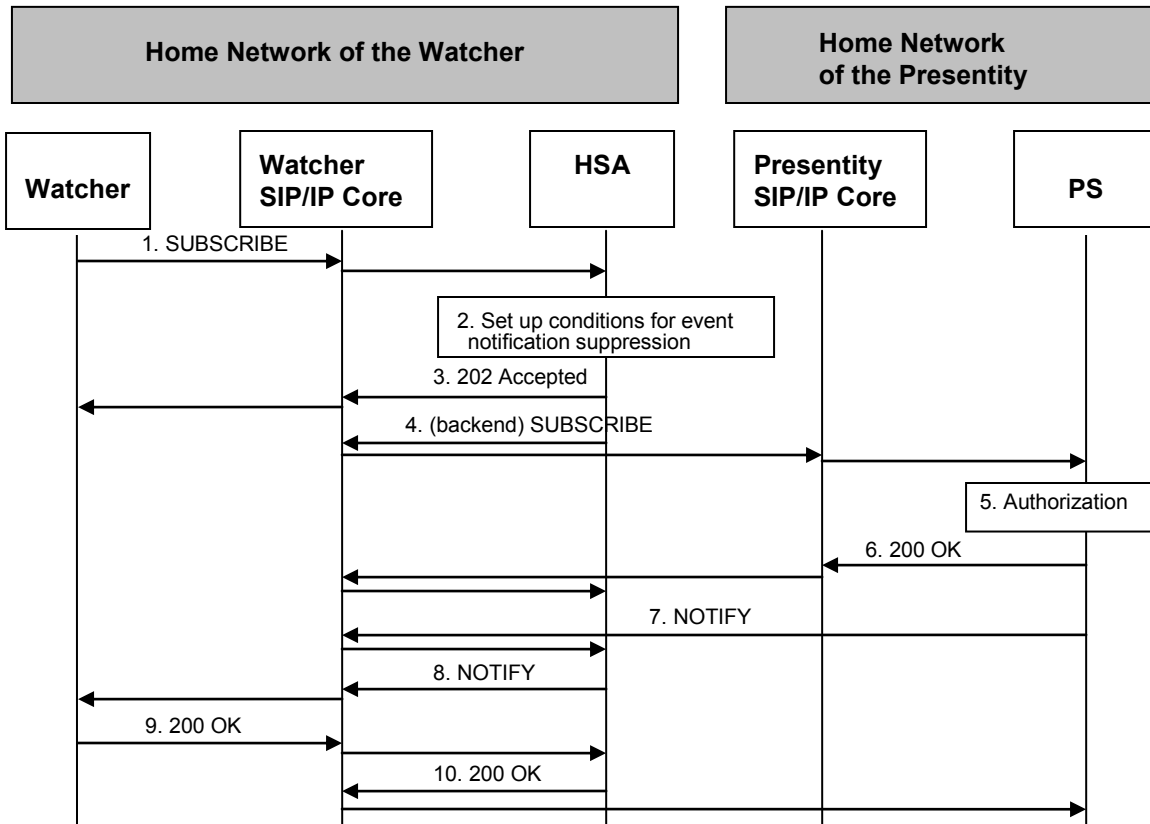 Home Network of the Watcher
Home Network
of the Presentity
Watcher
Watcher
SIP/IP Core
HSA
Presentity
SIP/IP Core
PS
1. SUBSCRIBE
2. Set up conditions for event
notification suppression
3. 202 Accepted
4. (backend) SUBSCRIBE
5. Authorization
6. 200 OK
7. NOTIFY
8. NOTIFY
9. 200 OK
10. 200 OK